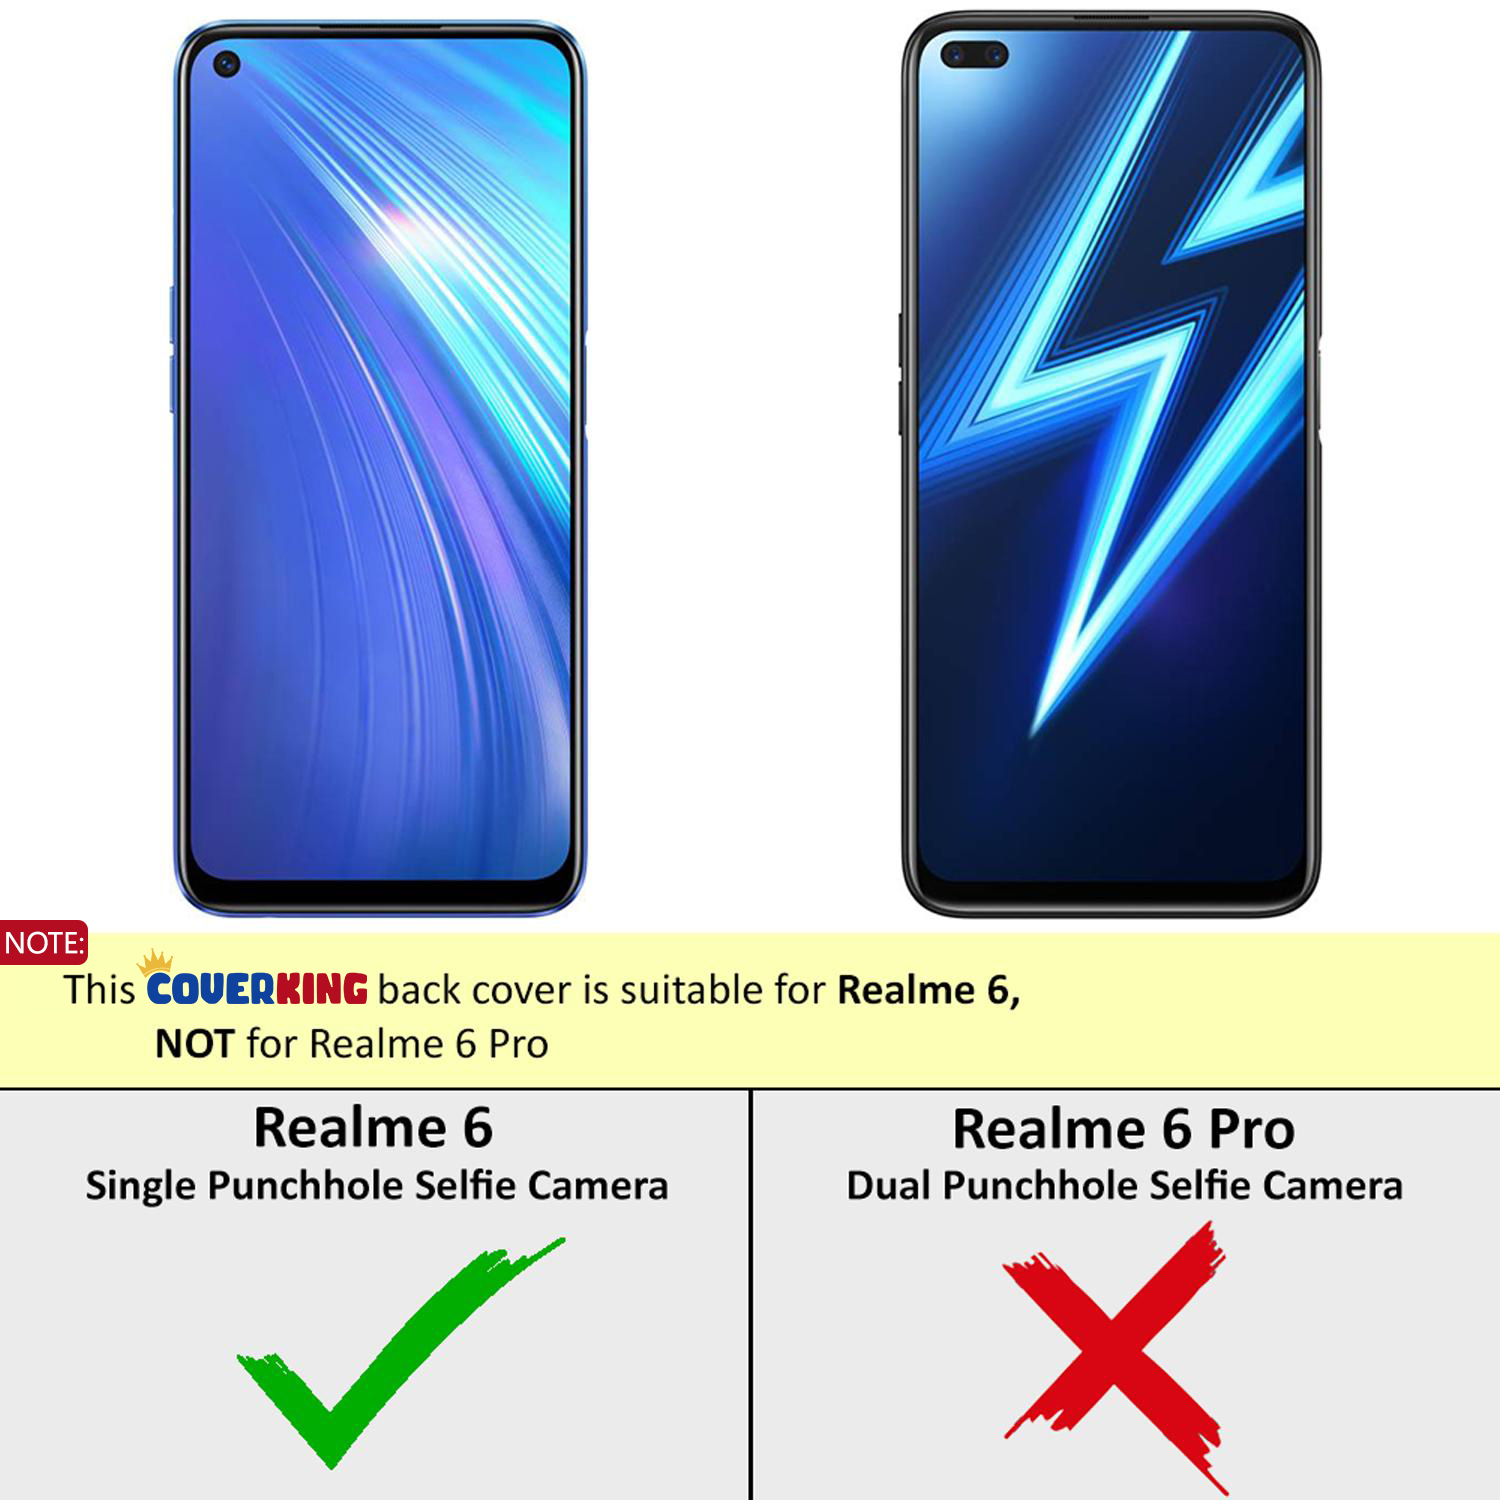 NOTE:
This COVERKING back cover is suitable for Realme 6,
NOT for Realme 6 Pro
Realme 6
Single Punchhole Selfie Camera
Realme 6 Pro
Dual Punchhole Selfie Camera